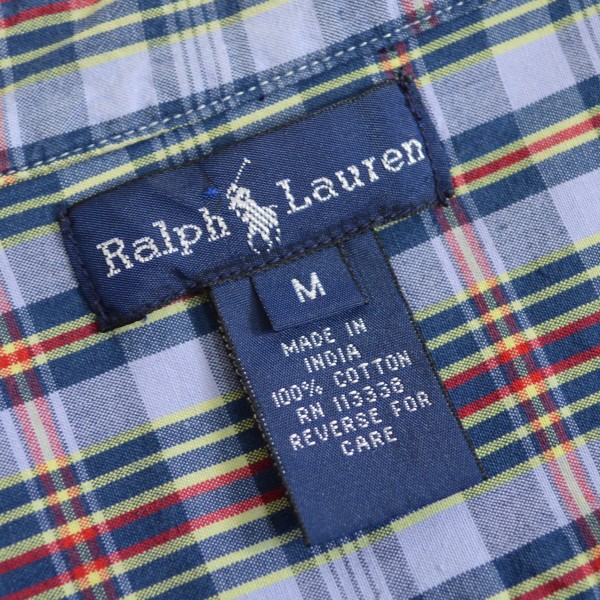 Ralph Lauren
M
MADE IN
INDIA
100% COTTON
RN 113338
REVERSE FOR
CARE